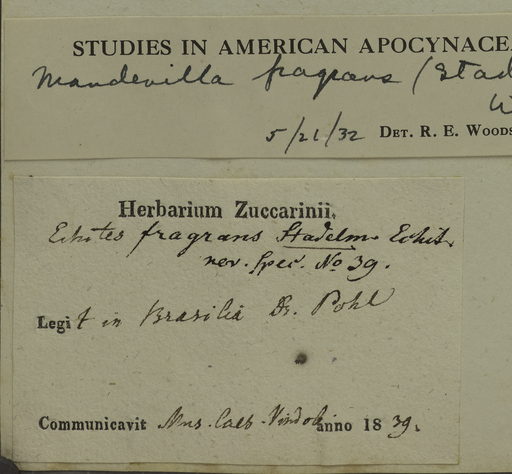 STUDIES IN AMERICAN APOCYNACE
Mandevilla fragrans (Stad
W
5/21/32 DET. R. E. WOODS
Herbarium Zuccarinii.
Echites fragrans Stadelm. Echit.
nov. Spec. No 39.
Legit in Brasilia Dr. Pohl
Communicavit Mus. Caes. Vindob anno 1839.